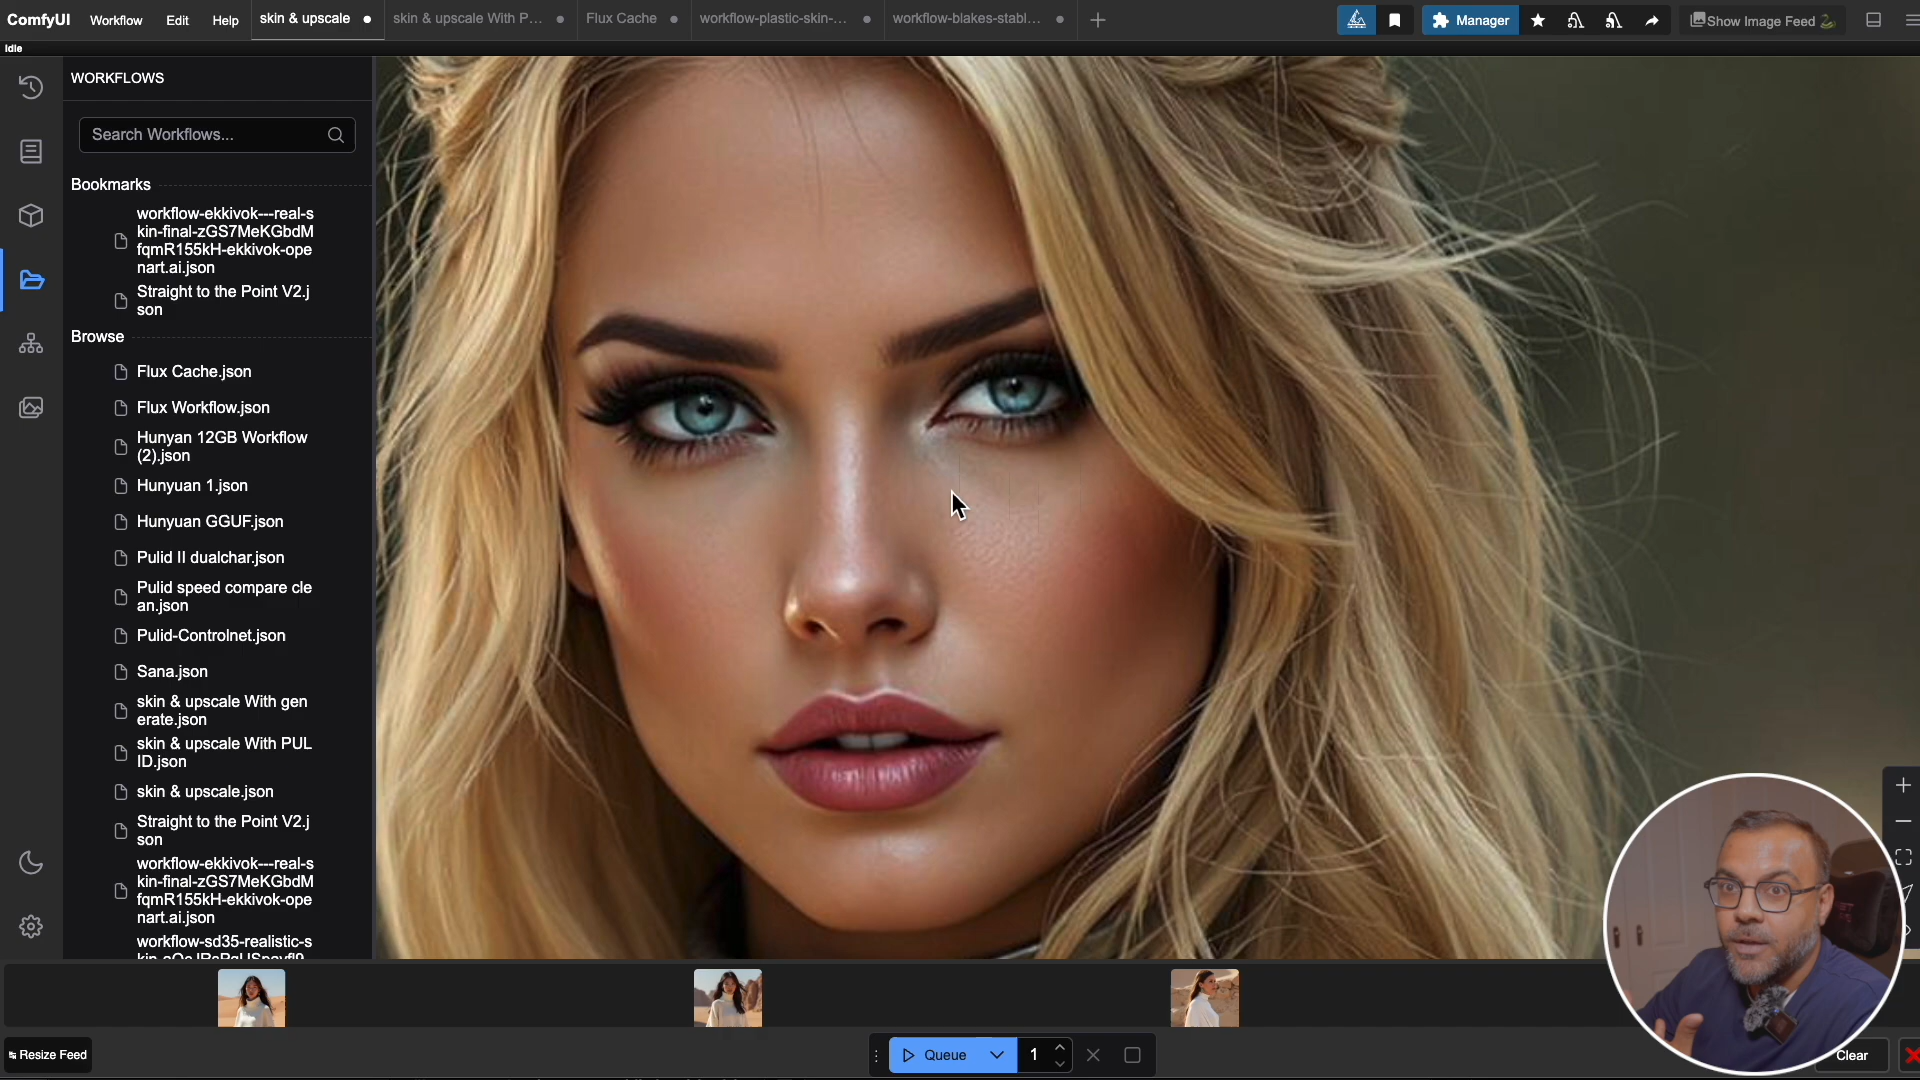 ComfyUI Workflow Edit Help skin & upscale skin & upscale With P... Flux Cache workflow-plastic-skin-... workflow-blakes-stabl... Manager Show Image Feed
Idle
WORKFLOWS
Search Workflows...
Bookmarks
workflow-ekkivok---real-s
kin-final-zGS7MeKGbdM
fqmR155kH-ekkivok-ope
nart.ai.json
Straight to the Point V2.j
son
Browse
Flux Cache.json
Flux Workflow.json
Hunyan 12GB Workflow
(2).json
Hunyuan 1.json
Hunyuan GGUF.json
Pulid II dualchar.json
Pulid speed compare cle
an.json
Pulid-Controlnet.json
Sana.json
skin & upscale With gen
erate.json
skin & upscale With PUL
ID.json
skin & upscale.json
Straight to the Point V2.j
son
workflow-ekkivok---real-s
kin-final-zGS7MeKGbdM
fqmR155kH-ekkivok-ope
nart.ai.json
workflow-sd35-realistic-s
Resize Feed
Queue 1
Clear